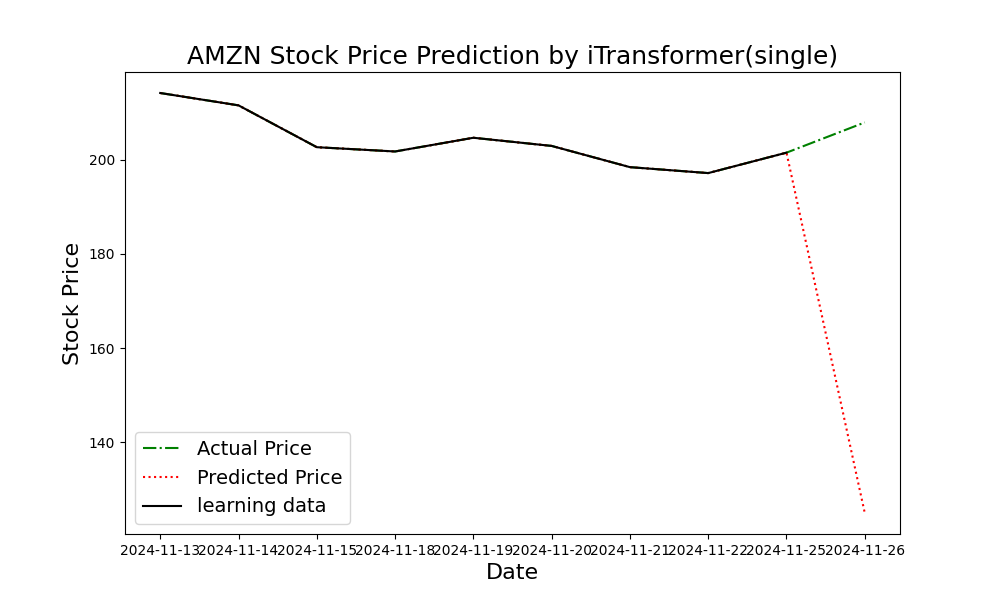 AMZN Stock Price Prediction by iTransformer(single)
Stock Price
200
180
160
140
Actual Price
Predicted Price
learning data
2024-11-13 2024-11-14 2024-11-15 2024-11-18 2024-11-19 2024-11-20 2024-11-21 2024-11-22 2024-11-25 2024-11-26
Date